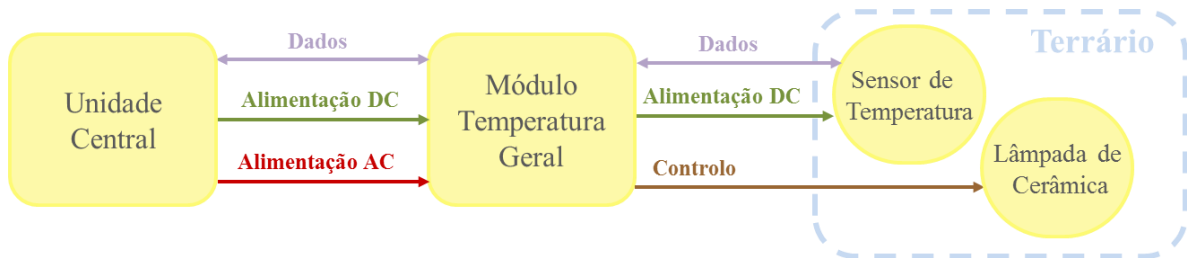 Dados
Dados
Terrário
Unidade
Central
Alimentação DC
Módulo
Temperatura
Geral
Alimentação DC
Sensor de
Temperatura
Alimentação AC
Controlo
Lâmpada de
Cerâmica